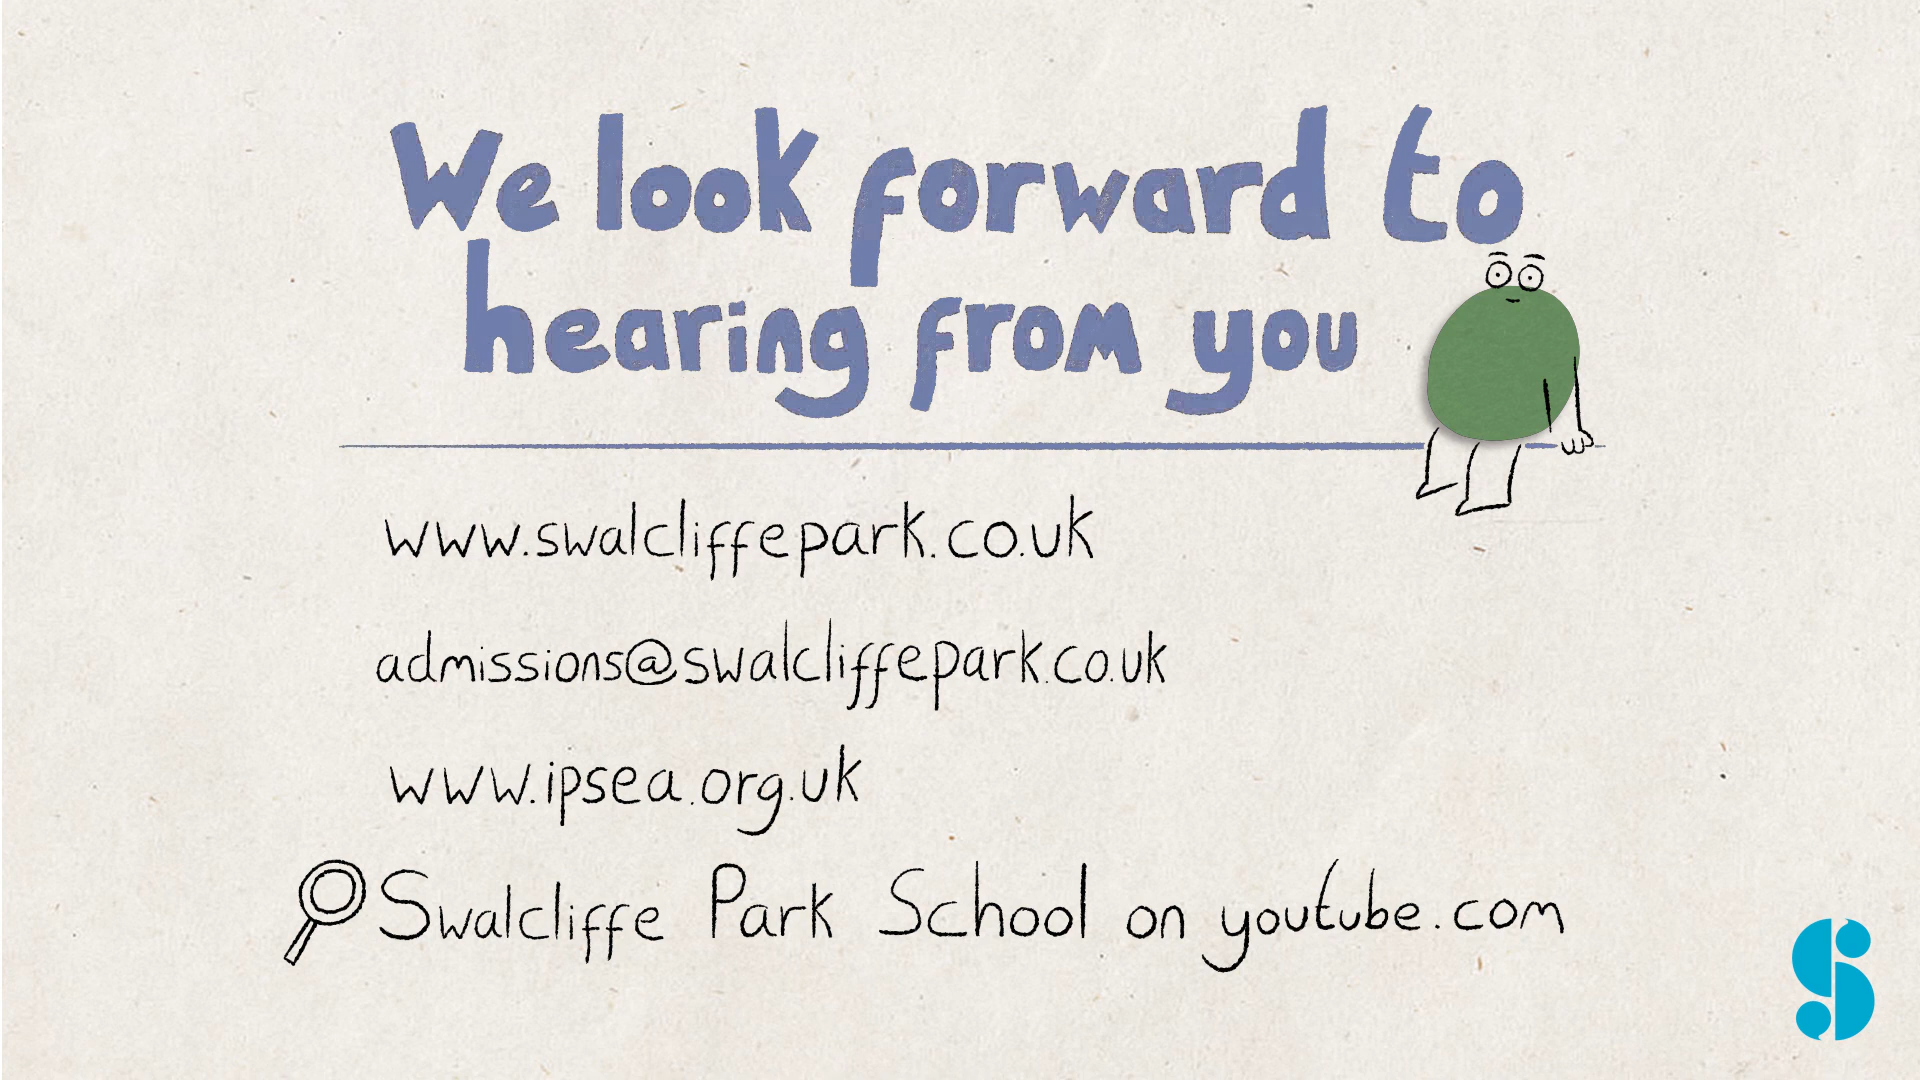 We look forward to
hearing from you
www.swalcliffepark.co.uk
admissions@swalcliffepark.co.uk
www.ipsea.org.uk
Swalcliffe Park School on youtube.com
S